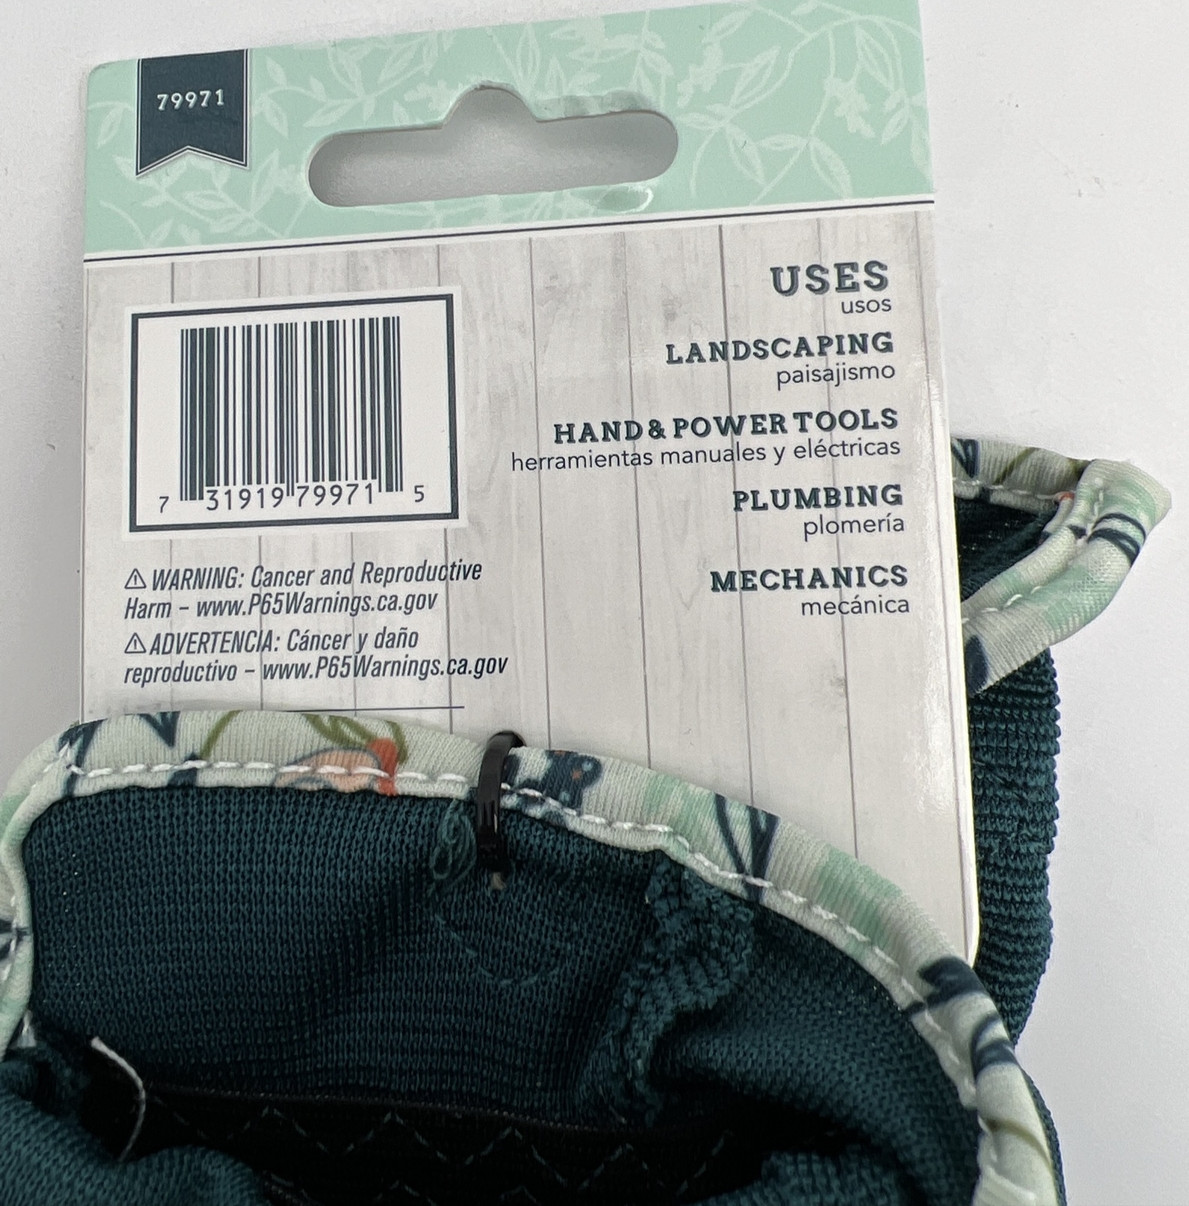 79971
USES
usos
LANDSCAPING
paisajismo
HAND & POWER TOOLS
herramientas manuales y eléctricas
PLUMBING
plomería
MECHANICS
mecánica
7 31919 79971 5
⚠ WARNING: Cancer and Reproductive
Harm – www.P65Warnings.ca.gov
⚠ ADVERTENCIA: Cáncer y daño
reproductivo – www.P65Warnings.ca.gov